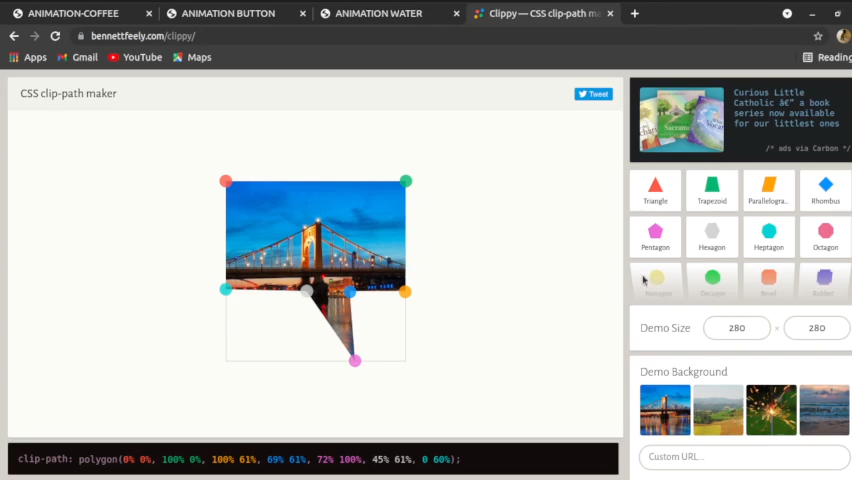 ANIMATION-COFFEE
ANIMATION BUTTON
ANIMATION WATER
Clippy — CSS clip-path ma
bennettfeely.com/clippy/
Apps
Gmail
YouTube
Maps
Reading
CSS clip-path maker
Tweet
Curious Little
Catholic â€" a book
series now available
for our littlest ones
/* ads via Carbon */
Triangle
Trapezoid
Parallelogra...
Rhombus
Pentagon
Hexagon
Heptagon
Octagon
Nonagon
Decagon
Bevel
Rabbet
Demo Size
280 × 280
Demo Background
Custom URL...
clip-path: polygon(0% 0%, 100% 0%, 100% 61%, 69% 61%, 72% 100%, 45% 61%, 0 60%);